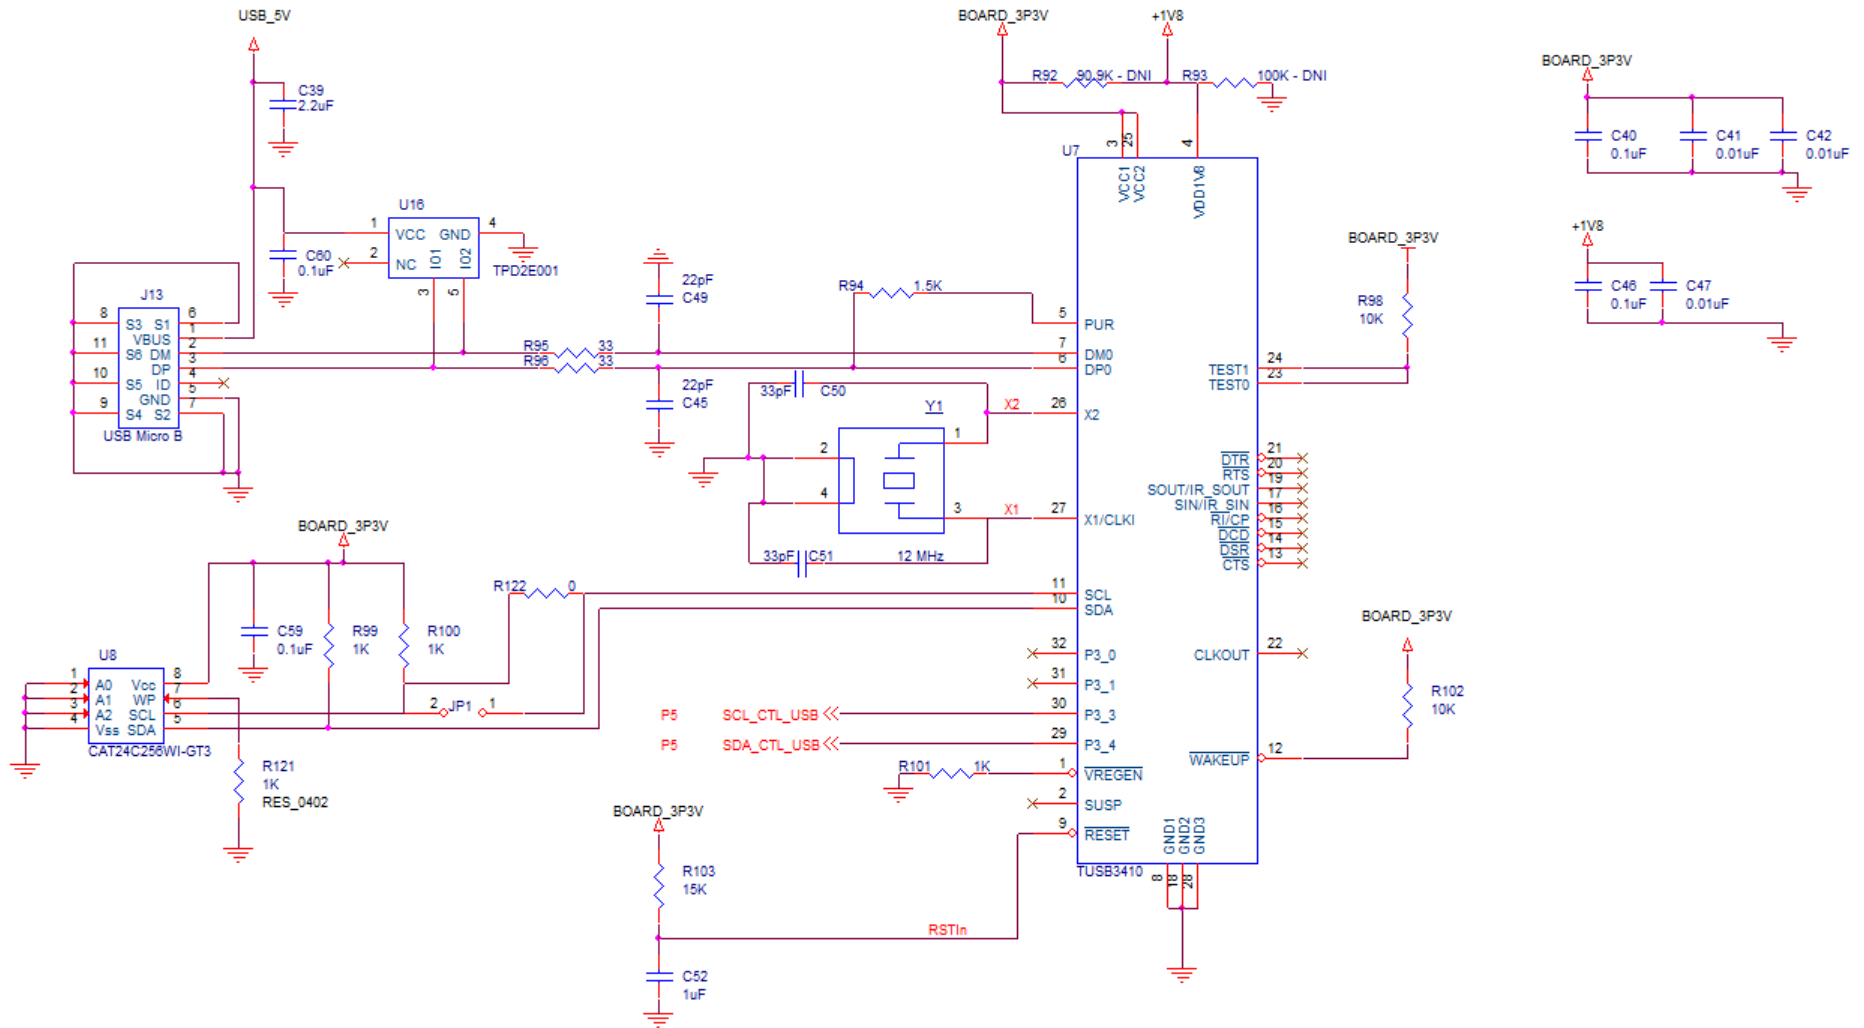 USB_5V
BOARD_3P3V
+1V8
BOARD_3P3V
C39
2.2uF
R92
90.9K - DNI
R93
100K - DNI
C40
0.1uF
C41
0.01uF
C42
0.01uF
U7
3
25
4
VCC1
VCC2
VDD1V8
U16
1
VCC
GND
4
2
NC
IO1
IO2
TPD2E001
3
5
C60
0.1uF
+1V8
C46
0.1uF
C47
0.01uF
BOARD_3P3V
R98
10K
22pF
C49
R94
1.5K
5
PUR
J13
8
S3
S1
6
VBUS
1
11
S6
DM
2
DP
3
10
S5
ID
4
GND
5
9
S4
S2
7
USB Micro B
R95
33
R96
33
7
DM0
6
DP0
22pF
C45
TEST1
24
TEST0
23
33pF
C50
Y1
X2
26
X2
1
2
4
3
X1
27
X1/CLKI
33pF
C51
12 MHz
DTR
21
RTS
20
SOUT/IR_SOUT
19
SIN/IR_SIN
17
RI/CP
16
DCD
15
DSR
14
CTS
13
BOARD_3P3V
R122
0
11
SCL
10
SDA
C59
0.1uF
R99
1K
R100
1K
BOARD_3P3V
U8
1
A0
Vcc
8
2
A1
WP
7
3
A2
SCL
6
4
Vss
SDA
5
CAT24C256WI-GT3
2
JP1
1
32
P3_0
31
P3_1
CLKOUT
22
R102
10K
P5
SCL_CTL_USB
30
P3_3
P5
SDA_CTL_USB
29
P3_4
WAKEUP
12
R121
1K
RES_0402
R101
1K
1
VREGEN
2
SUSP
9
RESET
BOARD_3P3V
GND1
GND2
GND3
TUSB3410
8
18
28
R103
15K
RSTIn
C52
1uF